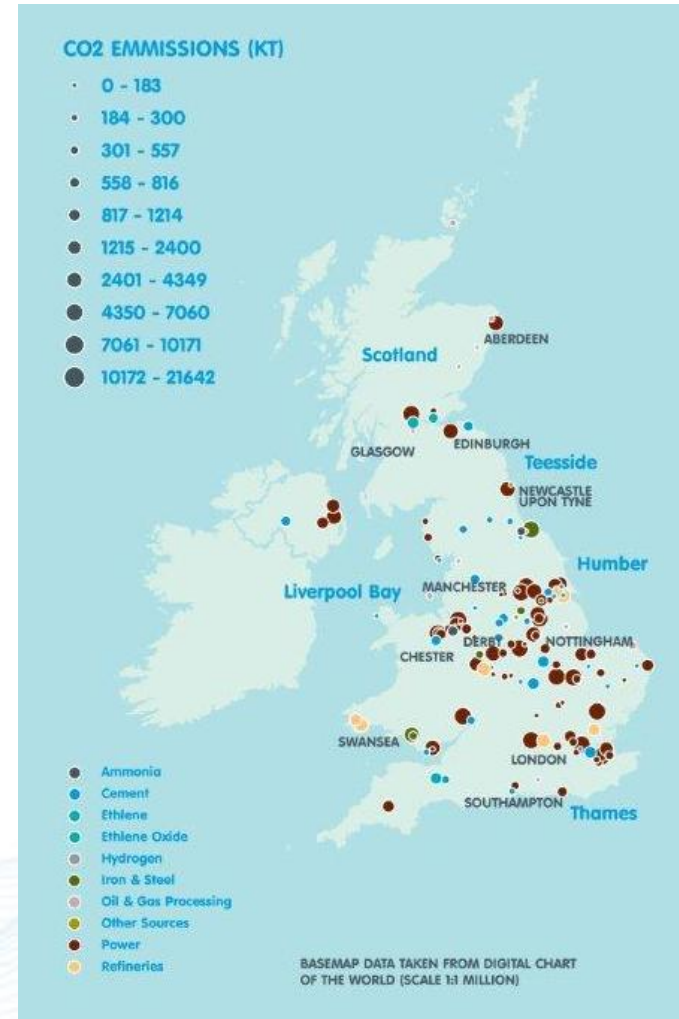 CO2 EMMISSIONS (KT)
0 - 183
184 - 300
301 - 557
558 - 816
817 - 1214
1215 - 2400
2401 - 4349
4350 - 7060
7061 - 10171
10172 - 21642
ABERDEEN
Scotland
GLASGOW
EDINBURGH
Teesside
NEWCASTLE
UPON TYNE
Humber
Liverpool Bay
MANCHESTER
DERBY
NOTTINGHAM
CHESTER
SWANSEA
LONDON
SOUTHAMPTON
Thames
Ammonia
Cement
Ethlene
Ethlene Oxide
Hydrogen
Iron & Steel
Oil & Gas Processing
Other Sources
Power
Refineries
BASEMAP DATA TAKEN FROM DIGITAL CHART
OF THE WORLD (SCALE 1:1 MILLION)